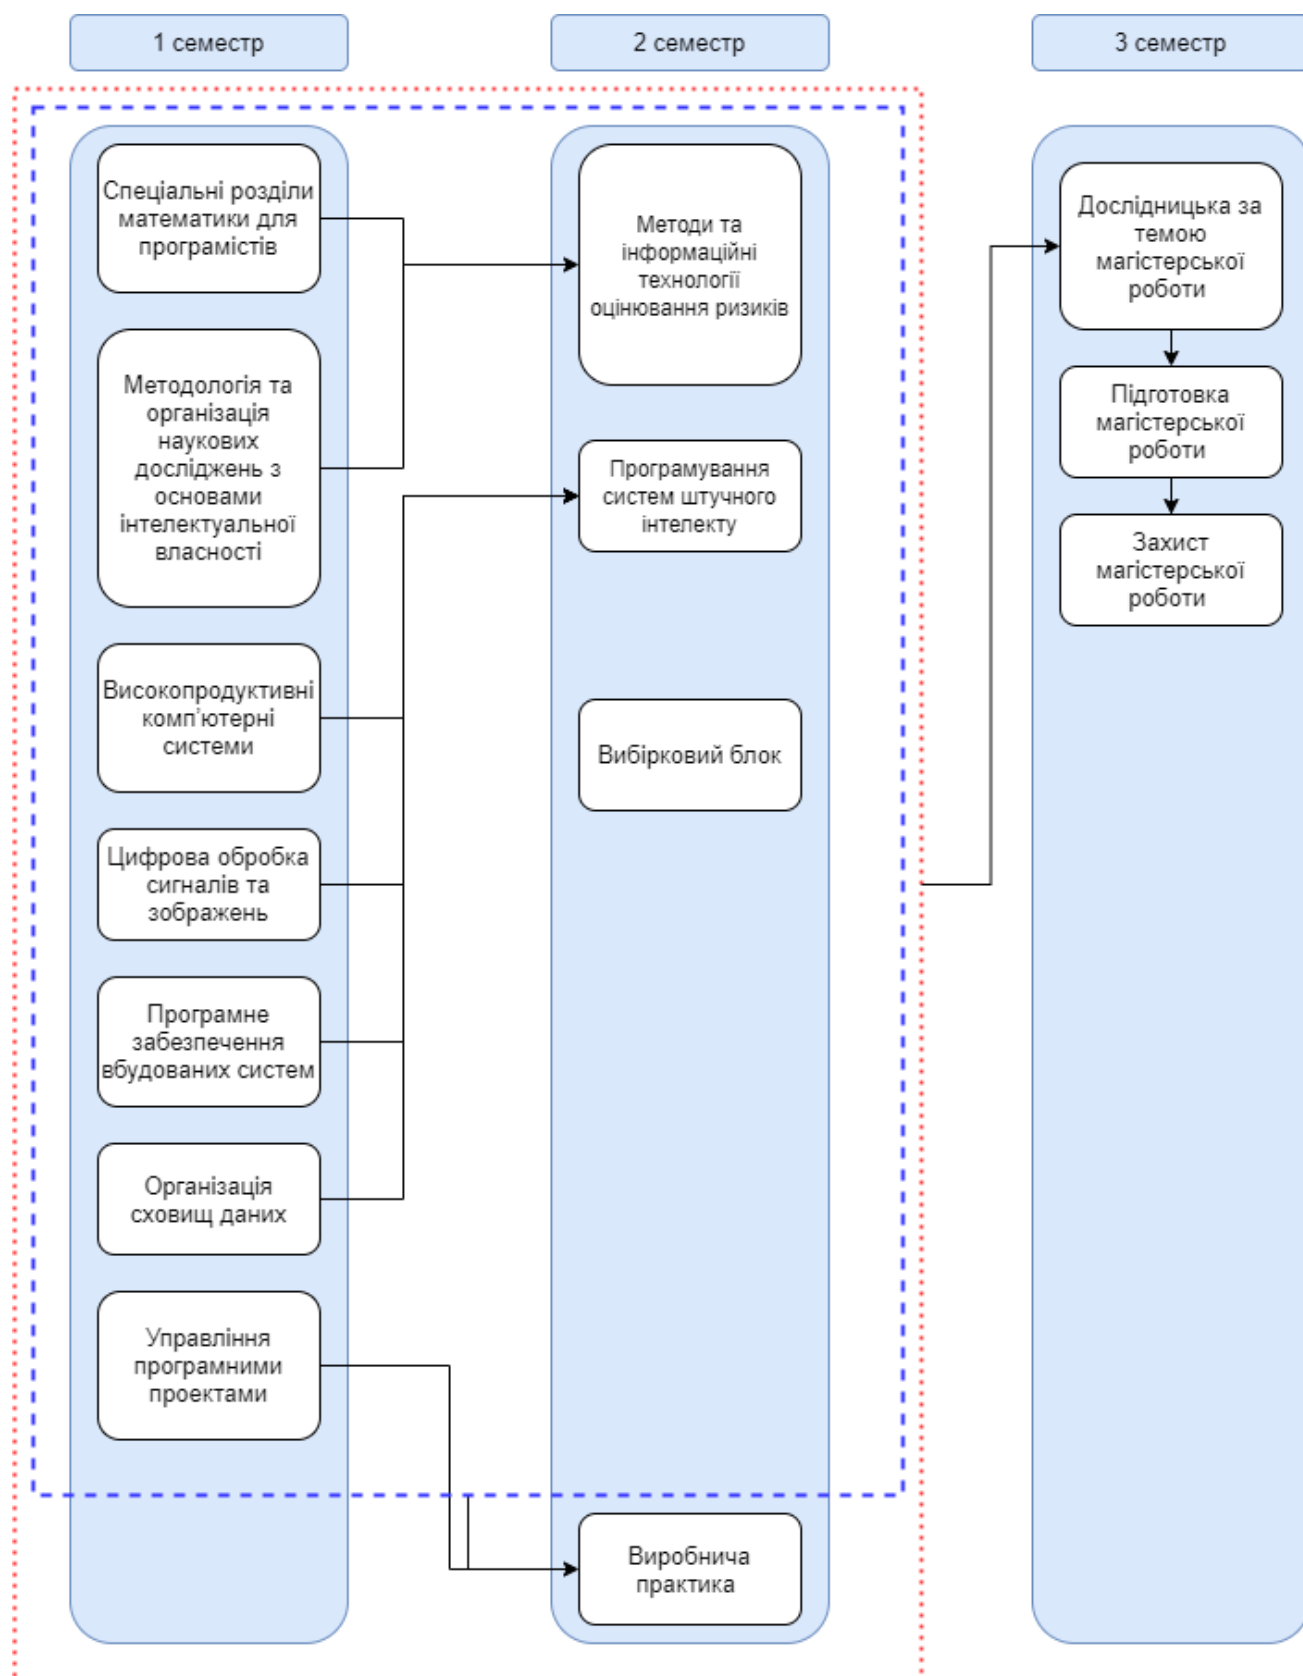 1 семестр
2 семестр
3 семестр
Спеціальні розділи
математики для
програмістів
Методологія та
організація
наукових
досліджень з
основами
інтелектуальної
власності
Високопродуктивні
комп'ютерні
системи
Цифрова обробка
сигналів та
зображень
Програмне
забезпечення
вбудованих систем
Організація
сховищ даних
Управління
програмними
проектами
Методи та
інформаційні
технології
оцінювання ризиків
Програмування
систем штучного
інтелекту
Вибірковий блок
Виробнича
практика
Дослідницька за
темою
магістерської
роботи
Підготовка
магістерської
роботи
Захист
магістерської
роботи